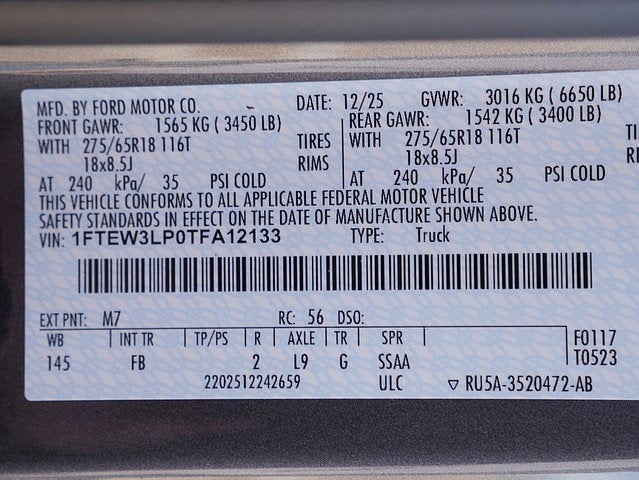 MFD. BY FORD MOTOR CO. DATE: 12/25 GVWR: 3016 KG ( 6650 LB)
FRONT GAWR: 1565 KG ( 3450 LB) REAR GAWR: 1542 KG ( 3400 LB)
WITH 275/65R18 116T TIRES WITH 275/65R18 116T TI
18x8.5J RIMS 18x8.5J RI
AT 240 kPa/ 35 PSI COLD AT 240 kPa/ 35 PSI COLD
THIS VEHICLE CONFORMS TO ALL APPLICABLE FEDERAL MOTOR VEHICLE
SAFETY STANDARDS IN EFFECT ON THE DATE OF MANUFACTURE SHOWN ABOVE.
VIN: 1FTEW3LP0TFA12133 TYPE: Truck
EXT PNT: M7 RC: 56 DSO:
WB INT TR TP/PS R AXLE TR SPR F0117
145 FB 2 L9 G SSAA T0523
2202512242659 ULC ▽ RU5A-3520472-AB